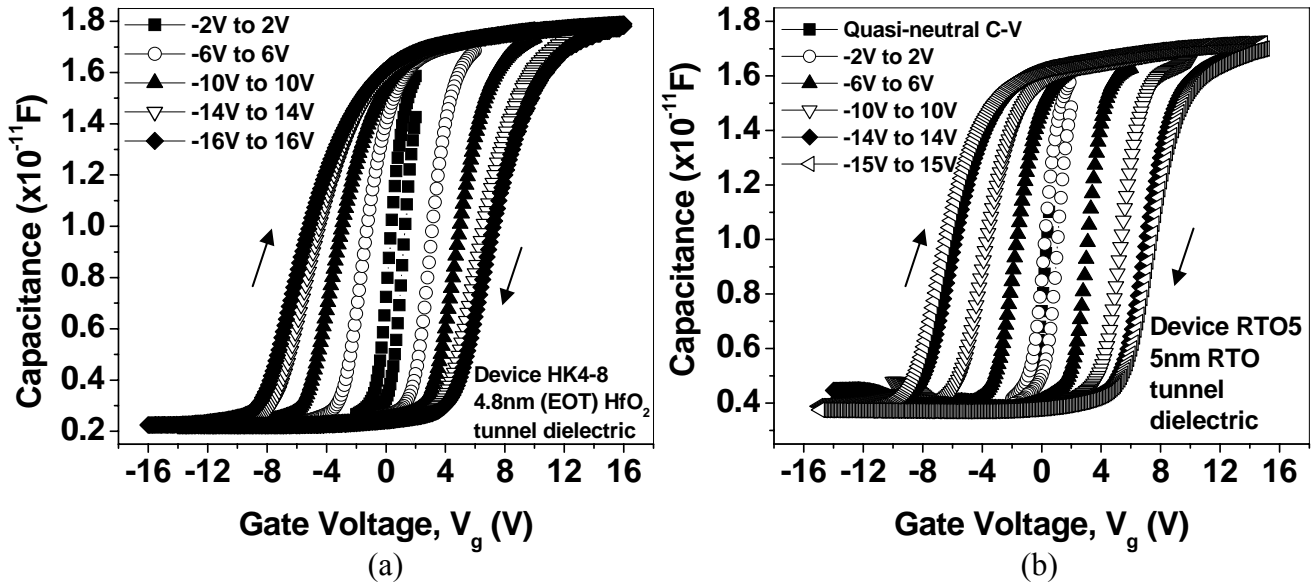 -2V to 2V
-6V to 6V
-10V to 10V
-14V to 14V
-16V to 16V
1.8
1.6
1.4
1.2
1.0
0.8
0.6
0.4
0.2
Capacitance (x10⁻¹¹F)
Device HK4-8
4.8nm (EOT) HfO₂
tunnel dielectric
-16 -12 -8 -4 0 4 8 12 16
Gate Voltage, V_g (V)
(a)
Quasi-neutral C-V
-2V to 2V
-6V to 6V
-10V to 10V
-14V to 14V
-15V to 15V
1.8
1.6
1.4
1.2
1.0
0.8
0.6
0.4
Capacitance (x10⁻¹¹F)
Device RTO5
5nm RTO
tunnel
dielectric
-16 -12 -8 -4 0 4 8 12 16
Gate Voltage, V_g (V)
(b)